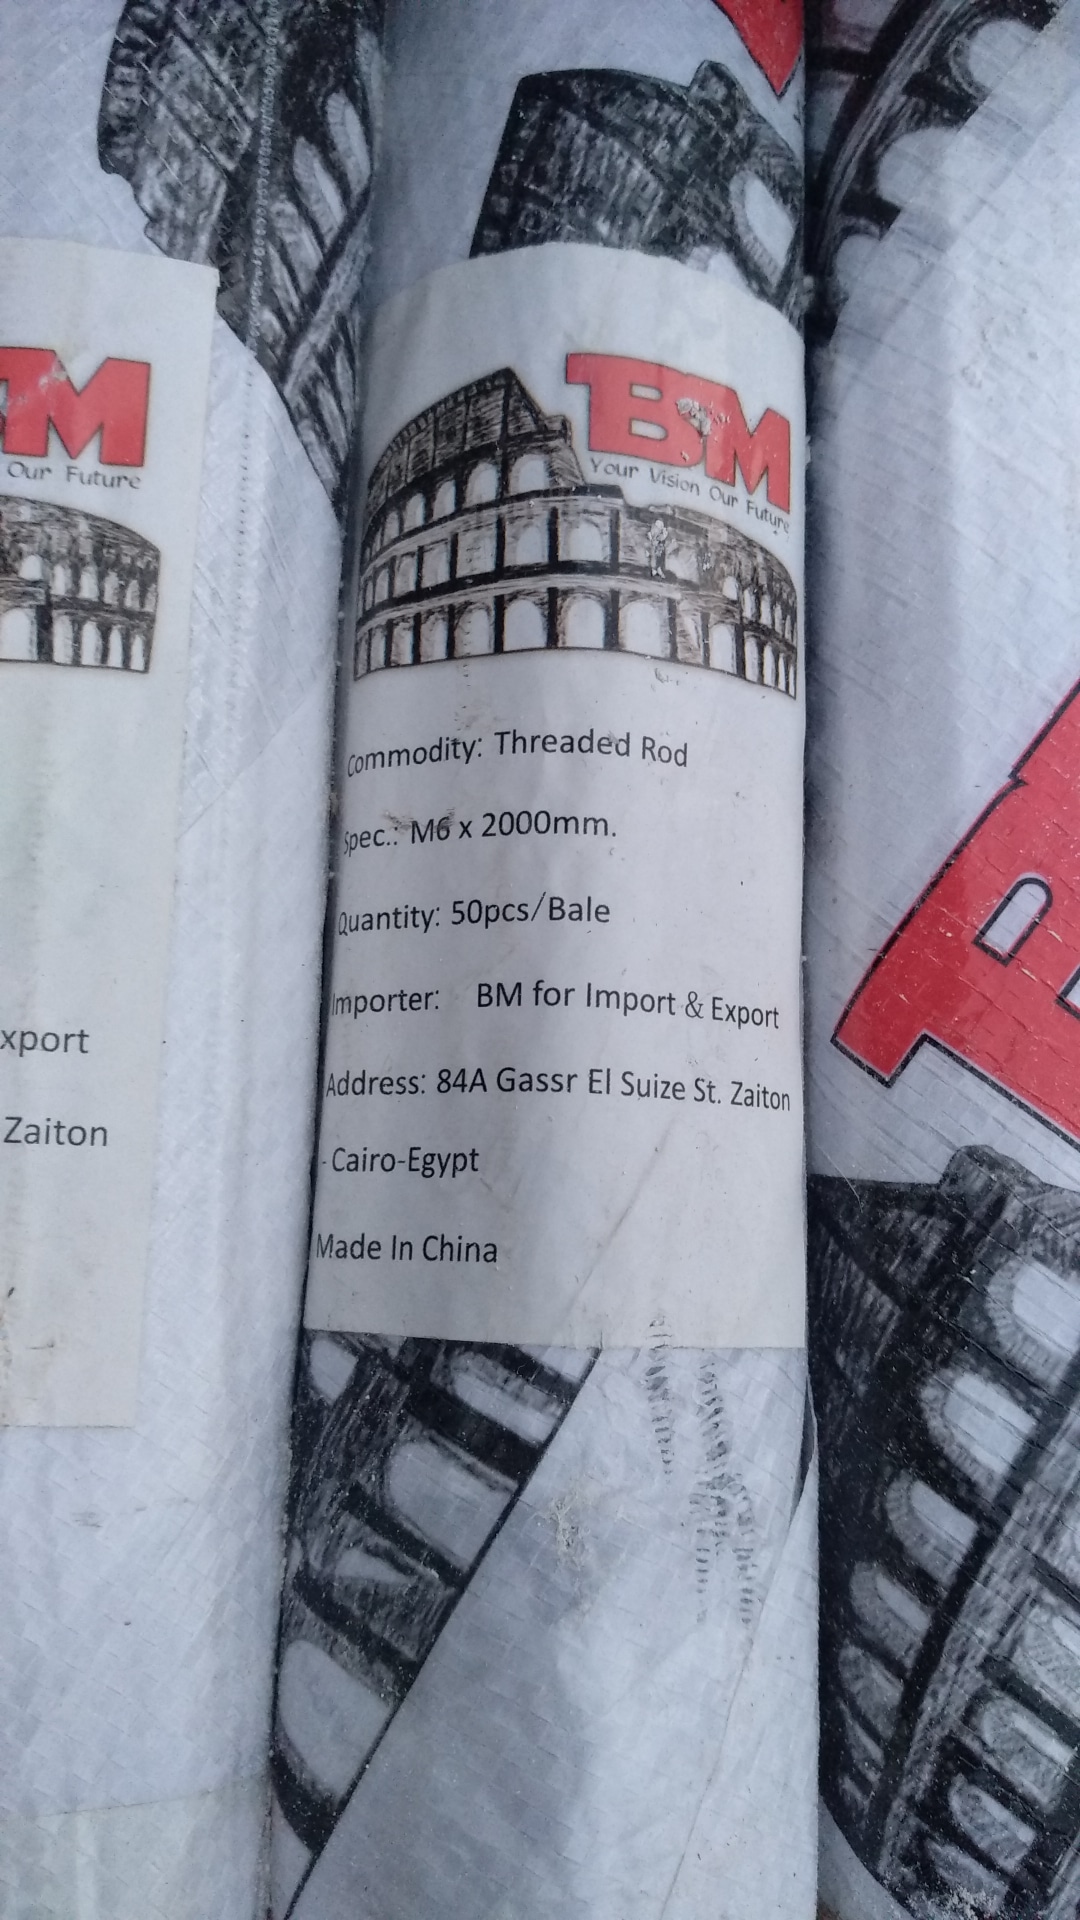 M
Our Future
xport
Zaiton
BM
Your Vision Our Future
Commodity: Threaded Rod
Spec.: M6 x 2000mm.
Quantity: 50pcs/Bale
Importer: BM for Import & Export
Address: 84A Gassr El Suize St. Zaiton
- Cairo-Egypt
Made In China